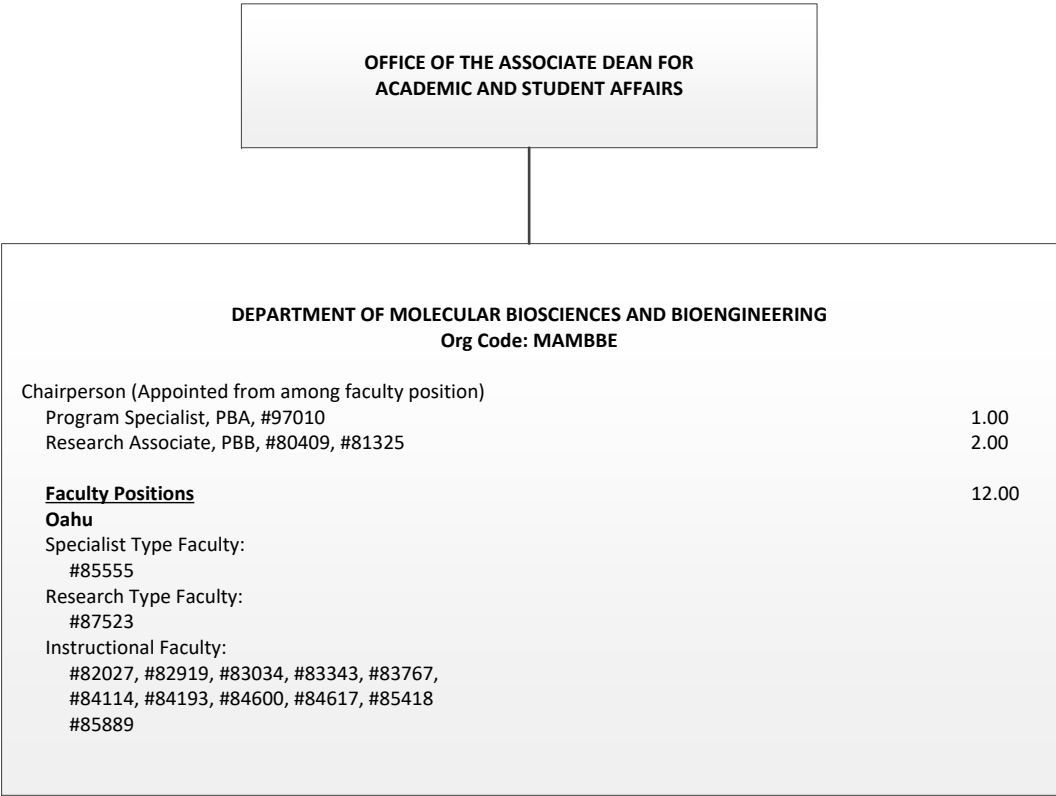 OFFICE OF THE ASSOCIATE DEAN FOR
ACADEMIC AND STUDENT AFFAIRS
DEPARTMENT OF MOLECULAR BIOSCIENCES AND BIOENGINEERING
Org Code: MAMBBE
Chairperson (Appointed from among faculty position)
Program Specialist, PBA, #97010 1.00
Research Associate, PBB, #80409, #81325 2.00
Faculty Positions 12.00
Oahu
Specialist Type Faculty:
#85555
Research Type Faculty:
#87523
Instructional Faculty:
#82027, #82919, #83034, #83343, #83767,
#84114, #84193, #84600, #84617, #85418
#85889